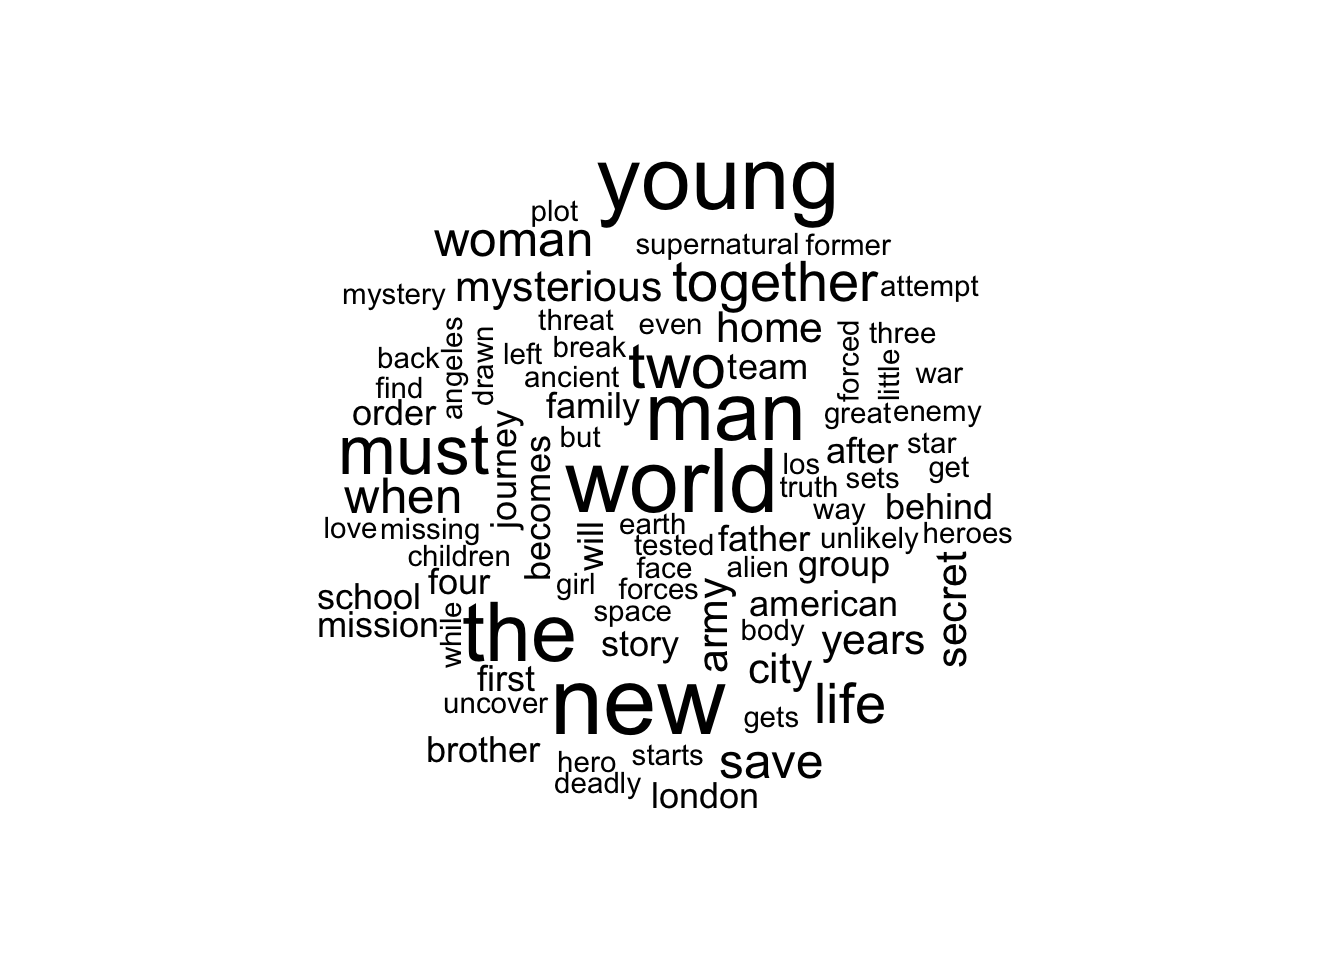 young
plot
woman
supernatural former
mystery mysterious together attempt
threat even home forced three
angeles drawn left break
back ancient two team little war
find
order family man great enemy
must journey but after star
becomes world los sets get
when truth way behind
love missing will earth tested father unlikely heroes
children face alien group secret
school four girl forces army american
mission while the space body
story years
first city
uncover new gets life
brother hero starts save
deadly london